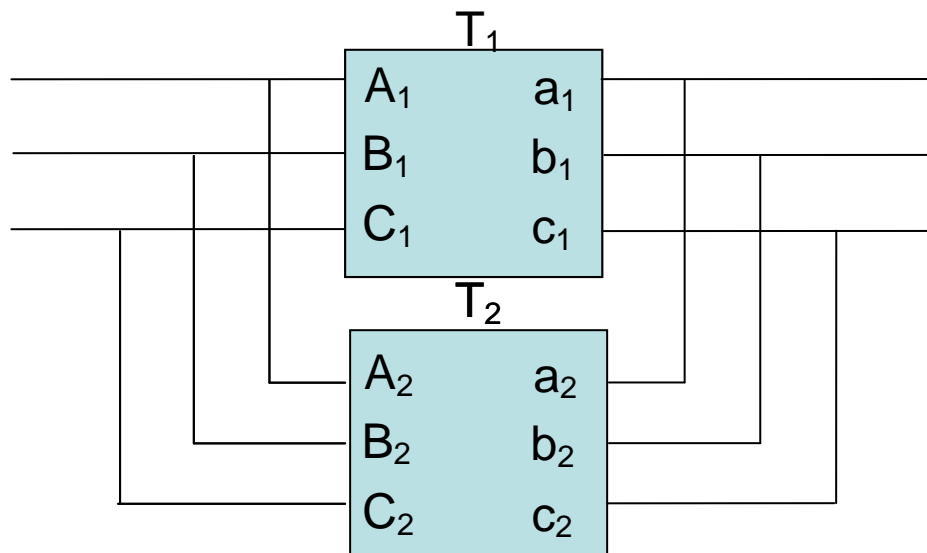 T₁
A₁ a₁
B₁ b₁
C₁ c₁
T₂
A₂ a₂
B₂ b₂
C₂ c₂